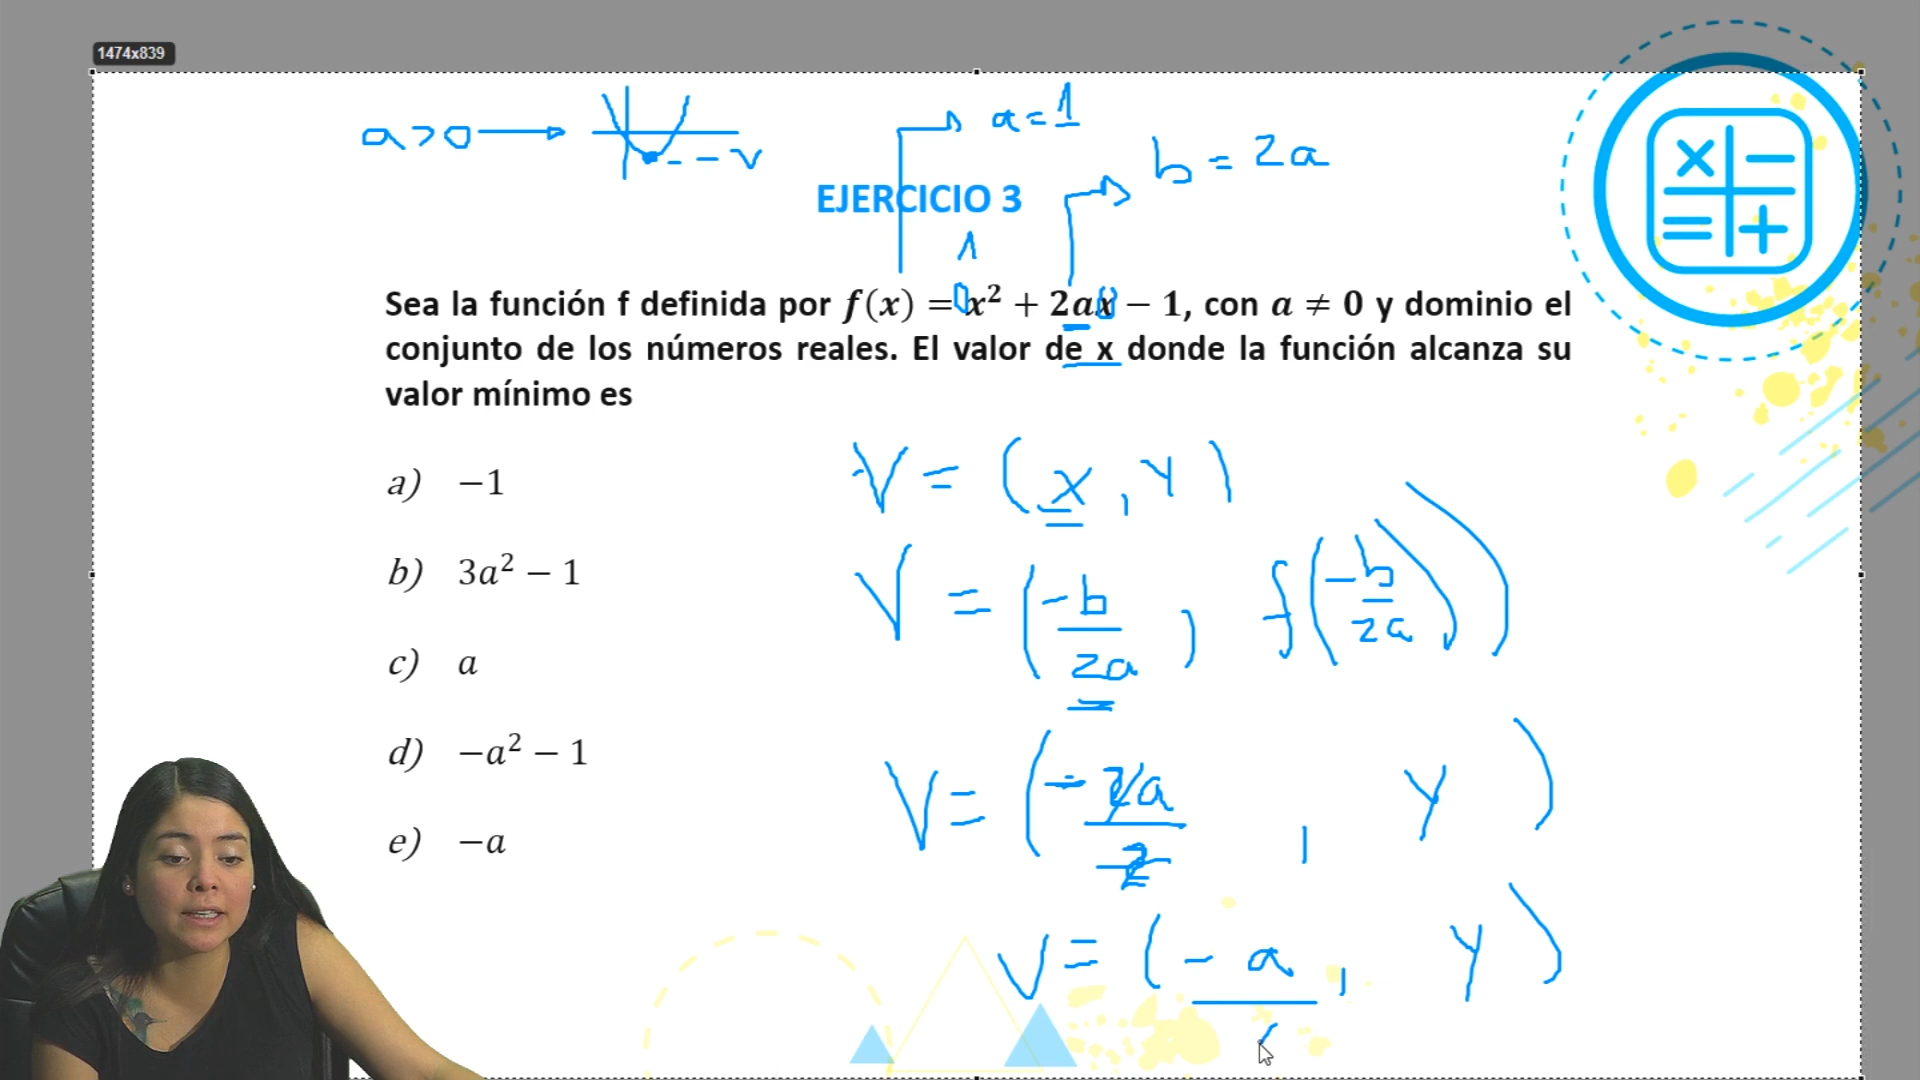 1474x839
a > 0
v
a = 1
b = 2a
EJERCICIO 3
1
Sea la función f definida por f(x) = x² + 2ax − 1, con a ≠ 0 y dominio el
conjunto de los números reales. El valor de x donde la función alcanza su
valor mínimo es
a) −1
b) 3a² − 1
c) a
d) −a² − 1
e) −a
V = (x, y)
V = (-b/2a, f(-b/2a))
V = (-2a/2, y)
V = (-a, y)